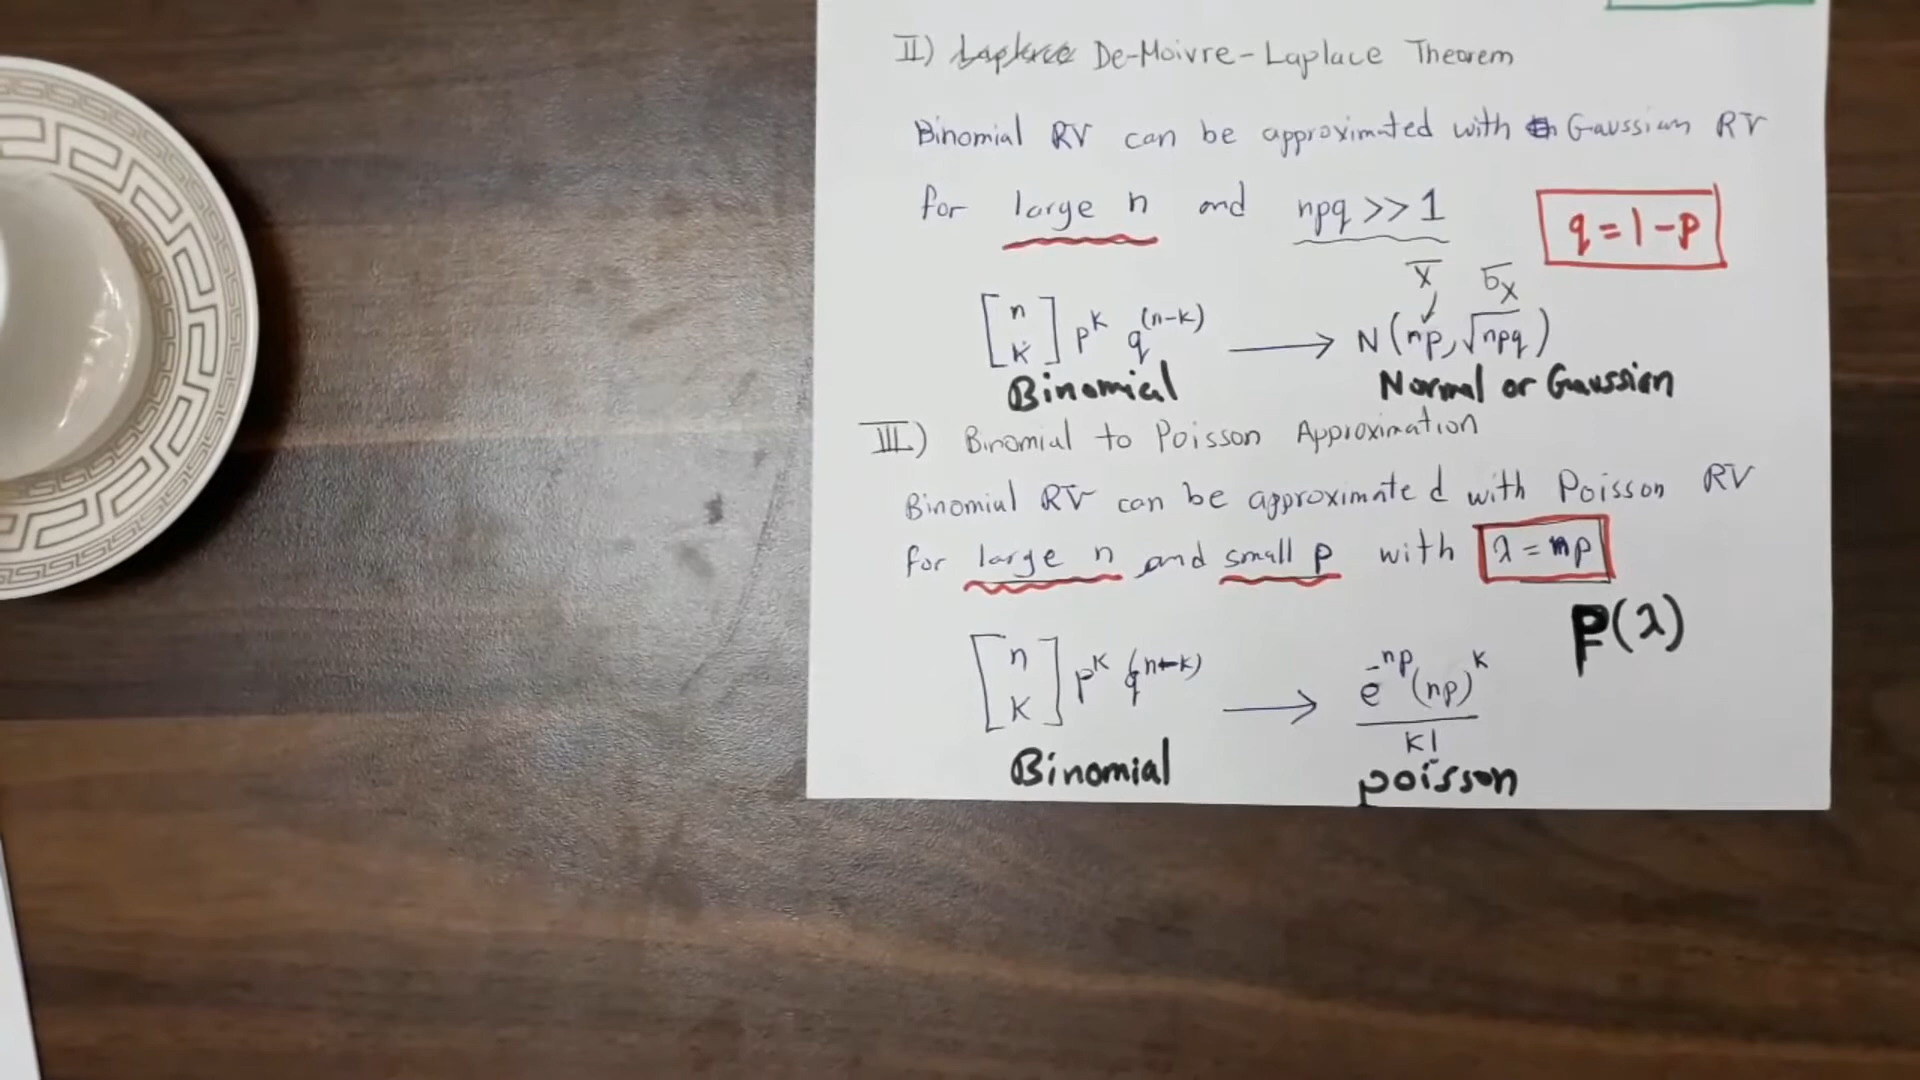 II) De-Moivre-Laplace Theorem
Binomial RV can be approximated with Gaussian RV
for large n and npq >> 1
q = 1 - p
X̄ σx
[n k] p^k q^(n-k) → N(np, √npq)
Binomial Normal or Gaussian
III) Binomial to Poisson Approximation
Binomial RV can be approximated with Poisson RV
for large n and small p with λ = np
P(λ)
[n k] p^k q^(n-k) → e^-np (np)^k / k!
Binomial poisson